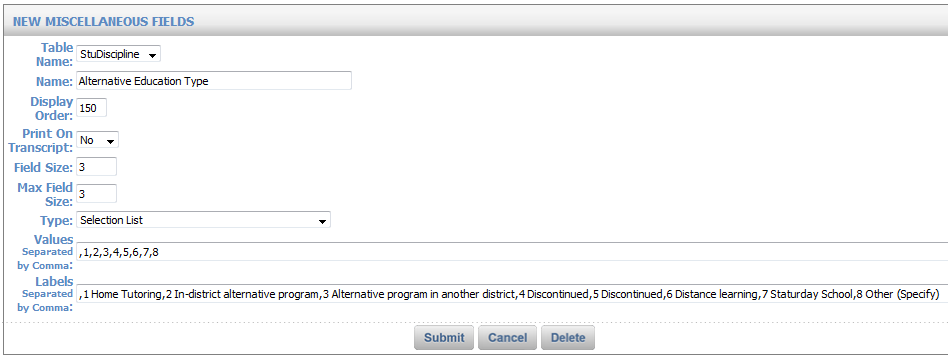 NEW MISCELLANEOUS FIELDS
Table Name: StuDiscipline
Name: Alternative Education Type
Display Order: 150
Print On Transcript: No
Field Size: 3
Max Field Size: 3
Type: Selection List
Values Separated by Comma: ,1,2,3,4,5,6,7,8
Labels Separated by Comma: ,1 Home Tutoring,2 In-district alternative program,3 Alternative program in another district,4 Discontinued,5 Discontinued,6 Distance learning,7 Staturday School,8 Other (Specify)
Submit Cancel Delete